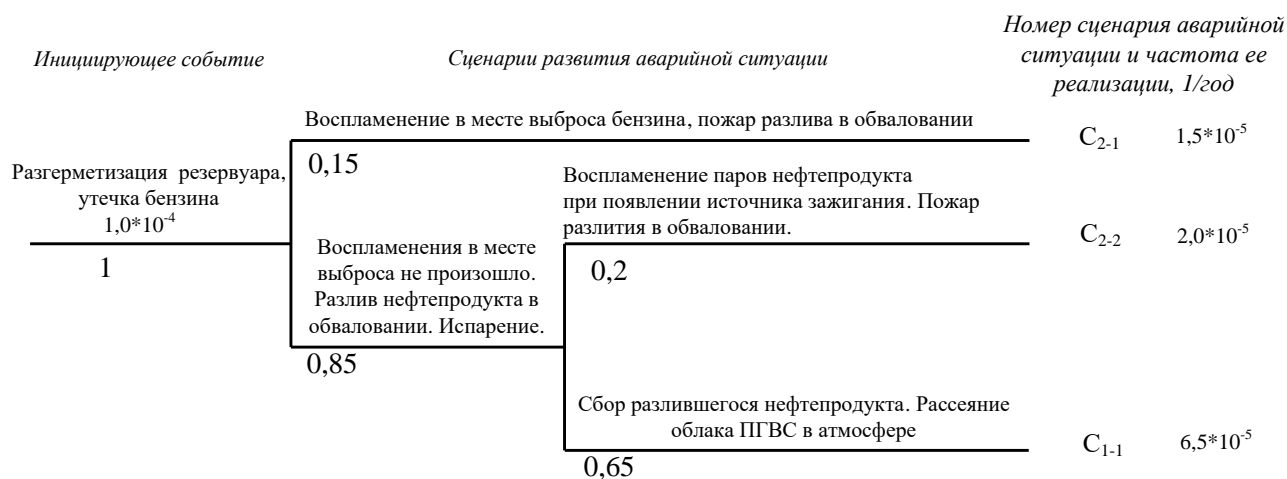 Инициирующее событие
Сценарии развития аварийной ситуации
Номер сценария аварийной
ситуации и частота ее
реализации, 1/год
Воспламенение в месте выброса бензина, пожар разлива в обваловании
C2-1 1,5*10-5
0,15
Разгерметизация резервуара,
утечка бензина
1,0*10-4
1
Воспламенение паров нефтепродукта
при появлении источника зажигания. Пожар
разлития в обваловании.
C2-2 2,0*10-5
0,2
Воспламенения в месте
выброса не произошло.
Разлив нефтепродукта в
обваловании. Испарение.
0,85
Сбор разлившегося нефтепродукта. Рассеяние
облака ПГВС в атмосфере
C1-1 6,5*10-5
0,65